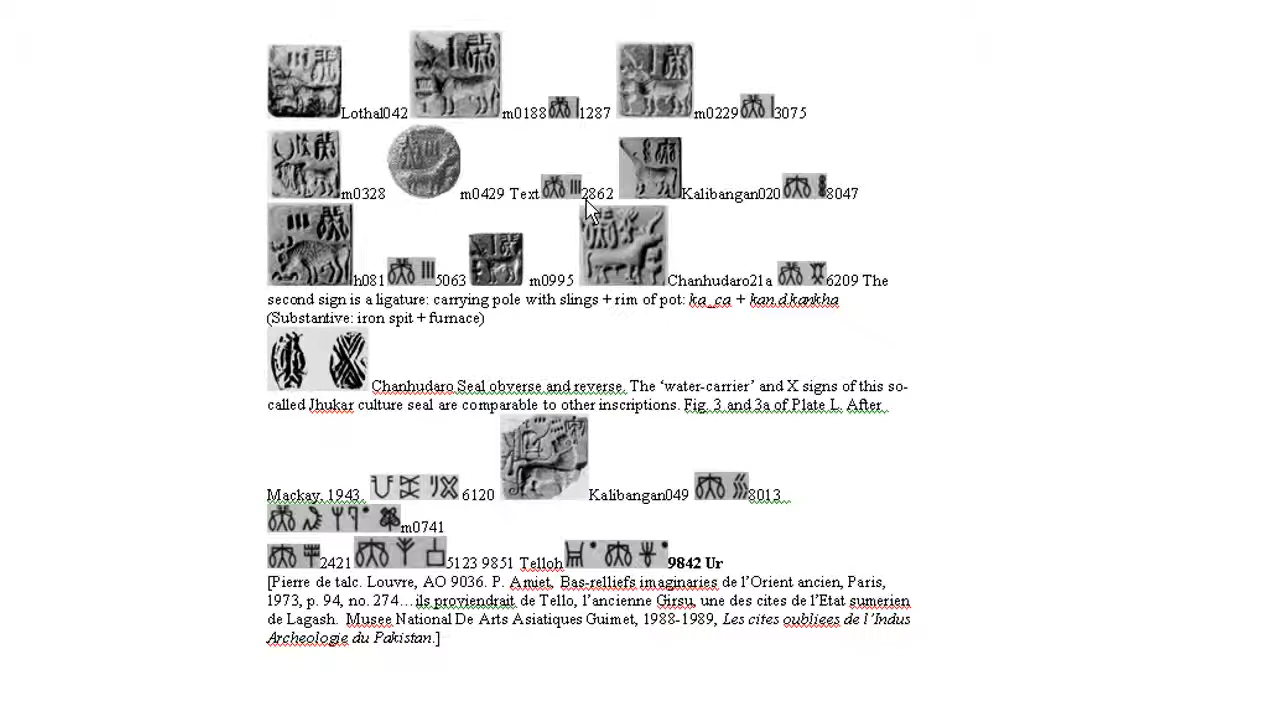 Lothal042 m0188 1287 m0229 3075
m0328 m0429 Text 2862 Kalibangan020 8047
h081 5063 m0995 Chanhudaro21a 6209 The
second sign is a ligature: carrying pole with slings + rim of pot: ka_ca + kan.d.kankha
(Substantive: iron spit + furnace)
Chanhudaro Seal obverse and reverse. The ‘water-carrier’ and X signs of this so-
called Jhukar culture seal are comparable to other inscriptions. Fig. 3 and 3a of Plate L. After
Mackay, 1943. 6120 Kalibangan049 8013
m0741
2421 5123 9851 Telloh 9842 Ur
[Pierre de talc. Louvre, AO 9036. P. Amiet, Bas-relliefs imaginaries de l’Orient ancien, Paris,
1973, p. 94, no. 274…ils proviendrait de Tello, l’ancienne Girsu, une des cites de l’Etat sumerien
de Lagash. Musee National De Arts Asiatiques Guimet, 1988-1989, Les cites oubliees de l’Indus
Archeologie du Pakistan.]